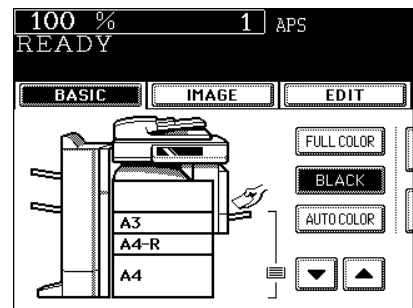 100 % 1 APS
READY
BASIC IMAGE EDIT
FULL COLOR
BLACK
AUTO COLOR
A3
A4-R
A4